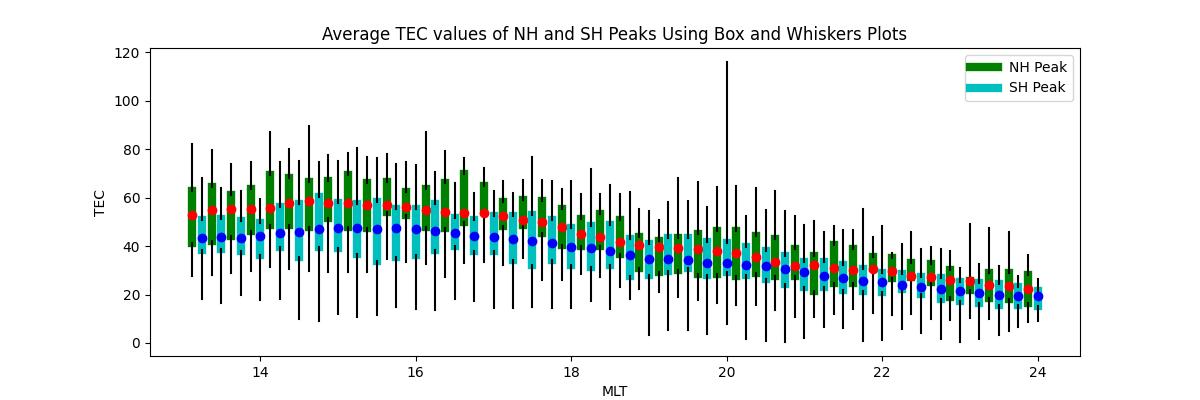 Average TEC values of NH and SH Peaks Using Box and Whiskers Plots
120
100
80
60
40
20
0
TEC
NH Peak
SH Peak
14
16
18
20
22
24
MLT